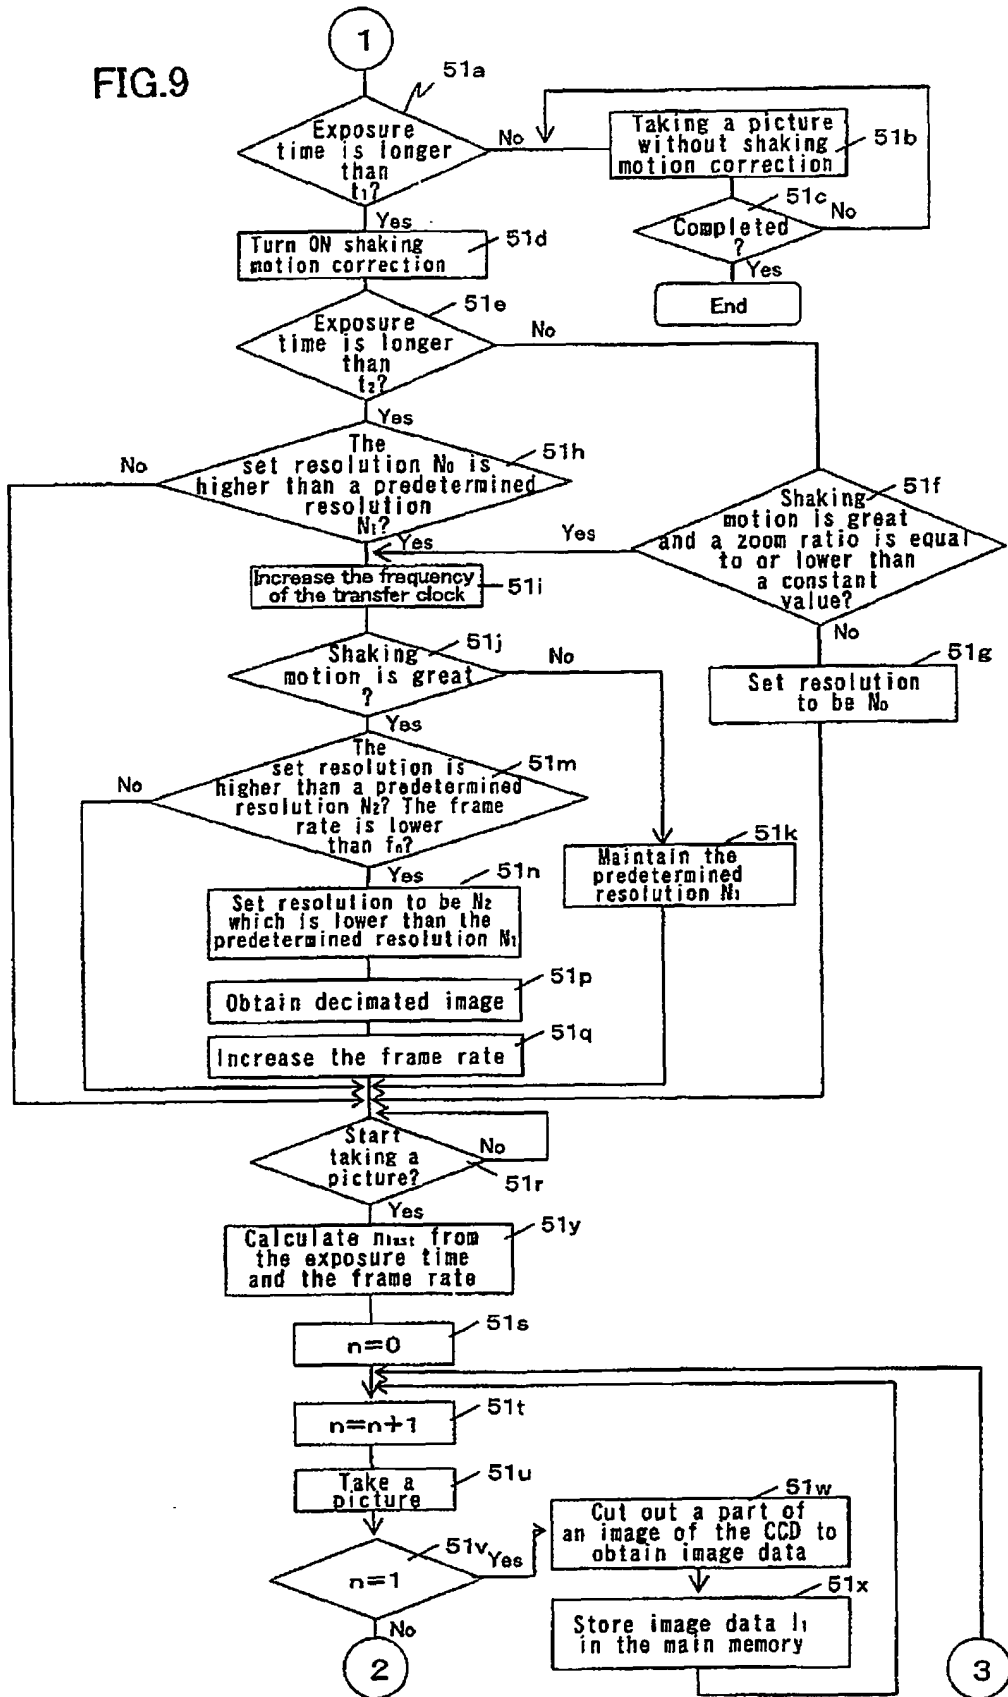 FIG.9
1
51a
Exposure
time is longer
than
t1?
No
Yes
Taking a picture
without shaking
motion correction
51b
51c
Completed
?
No
Yes
End
Turn ON shaking
motion correction
51d
51e
Exposure
time is longer
than
t2?
No
Yes
51h
The
set resolution N0 is
higher than a predetermined
resolution
N1?
No
Yes
51f
Shaking
motion is great
and a zoom ratio is equal
to or lower than
a constant
value?
Yes
No
Increase the frequency
of the transfer clock
51i
51g
Set resolution
to be N0
51j
Shaking
motion is great
?
No
Yes
51m
The
set resolution is
higher than a predetermined
resolution N2? The frame
rate is lower
than fn?
No
Yes
51k
Maintain the
predetermined
resolution N1
51n
Set resolution to be N2
which is lower than the
predetermined resolution N1
51p
Obtain decimated image
51q
Increase the frame rate
Start
taking a
picture?
No
51r
Yes
51y
Calculate nlast from
the exposure time
and the frame rate
51s
n=0
51t
n=n+1
51u
Take a
picture
51v
n=1
Yes
No
51w
Cut out a part of
an image of the CCD to
obtain image data
51x
Store image data I1
in the main memory
2
3